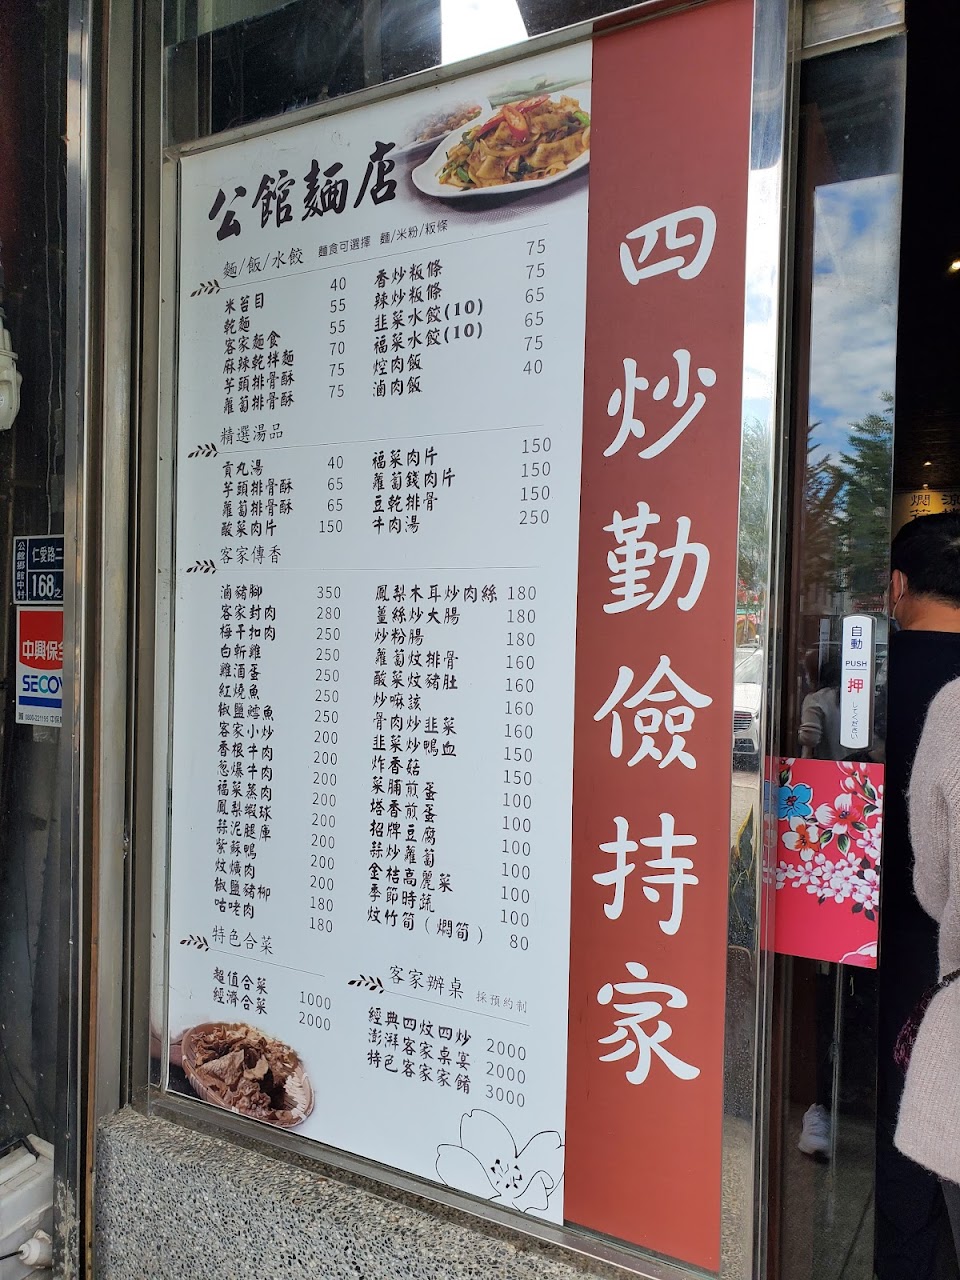 公館麵店
麵/飯/水餃 麵食可選擇 麵/米粉/粄條
米苔目 40
乾麵 55
客家麵食 55
麻辣乾拌麵 70
芋頭排骨酥 75
蘿蔔排骨酥 75
香炒粄條 75
辣炒粄條 75
韭菜水餃(10) 65
福菜水餃(10) 65
焢肉飯 75
滷肉飯 40
精選湯品
貢丸湯 40
芋頭排骨酥 65
蘿蔔排骨酥 65
酸菜肉片 150
福菜肉片 150
蘿蔔錢肉片 150
豆乾排骨 150
牛肉湯 250
客家傳香
滷豬腳 350
客家封肉 280
梅干扣肉 250
白斬雞 250
雞酒蛋 250
紅燒魚 250
椒鹽鱈魚 250
客家小炒 200
香根牛肉 200
蔥爆牛肉 200
福菜蒸肉 200
鳳梨蝦球 200
蒜泥腿庫 200
紫蘇鴨 200
炆爌肉 200
椒鹽豬柳 180
咕咾肉 180
鳳梨木耳炒肉絲 180
薑絲炒大腸 180
炒粉腸 180
蘿蔔炆排骨 160
酸菜炆豬肚 160
炒嘛該 160
骨肉炒韭菜 160
韭菜炒鴨血 150
炸香菇 150
菜脯煎蛋 100
塔香煎蛋 100
招牌豆腐 100
蒜炒蘿蔔 100
金桔高麗菜 100
季節時蔬 100
炆竹筍(燜筍) 80
特色合菜
超值合菜 1000
經濟合菜 2000
客家辦桌 採預約制
經典四炆四炒 2000
澎湃客家桌宴 2000
特色客家家餚 3000
四炒勤儉持家
公館鄉館中村
仁愛路二
168之
中興保全
SECO
自動
PUSH
押
してください